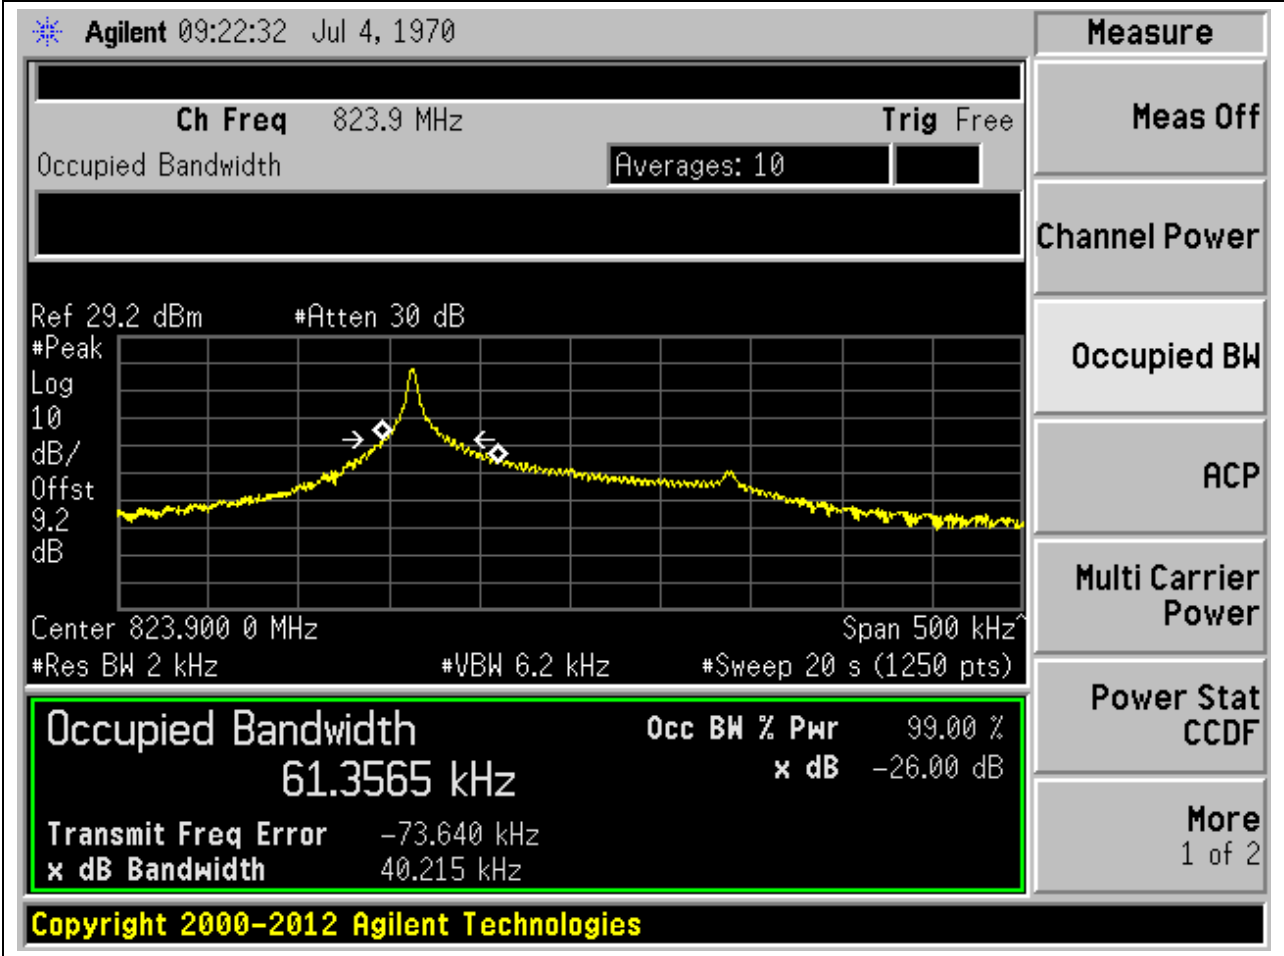 Agilent 09:22:32 Jul 4, 1970
Measure
Ch Freq 823.9 MHz Trig Free
Occupied Bandwidth Averages: 10
Ref 29.2 dBm #Atten 30 dB
#Peak
Log
10
dB/
Offst
9.2
dB
Center 823.900 0 MHz Span 500 kHz^
#Res BW 2 kHz #VBW 6.2 kHz #Sweep 20 s (1250 pts)
Occupied Bandwidth Occ BW % Pwr 99.00 %
61.3565 kHz x dB -26.00 dB
Transmit Freq Error -73.640 kHz
x dB Bandwidth 40.215 kHz
Meas Off
Channel Power
Occupied BW
ACP
Multi Carrier
Power
Power Stat
CCDF
More
1 of 2
Copyright 2000-2012 Agilent Technologies